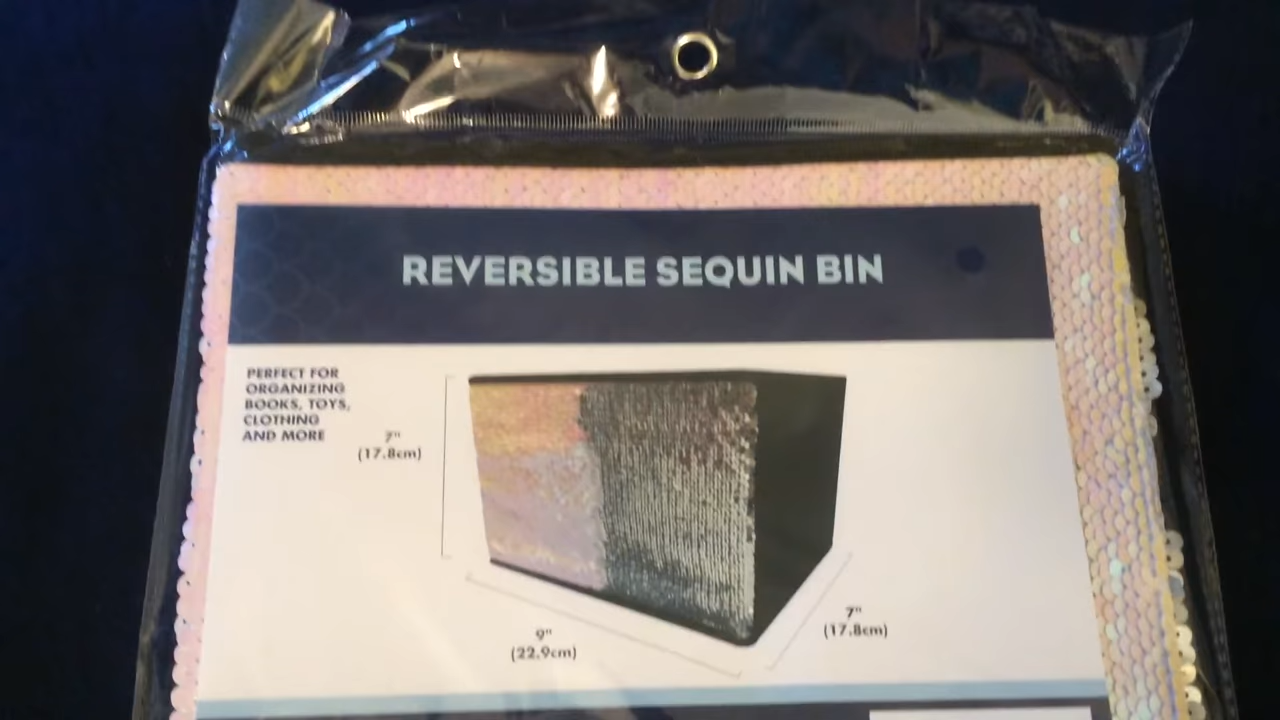 REVERSIBLE SEQUIN BIN
PERFECT FOR
ORGANIZING
BOOKS, TOYS,
CLOTHING
AND MORE
7"
(17.8cm)
9"
(22.9cm)
7"
(17.8cm)